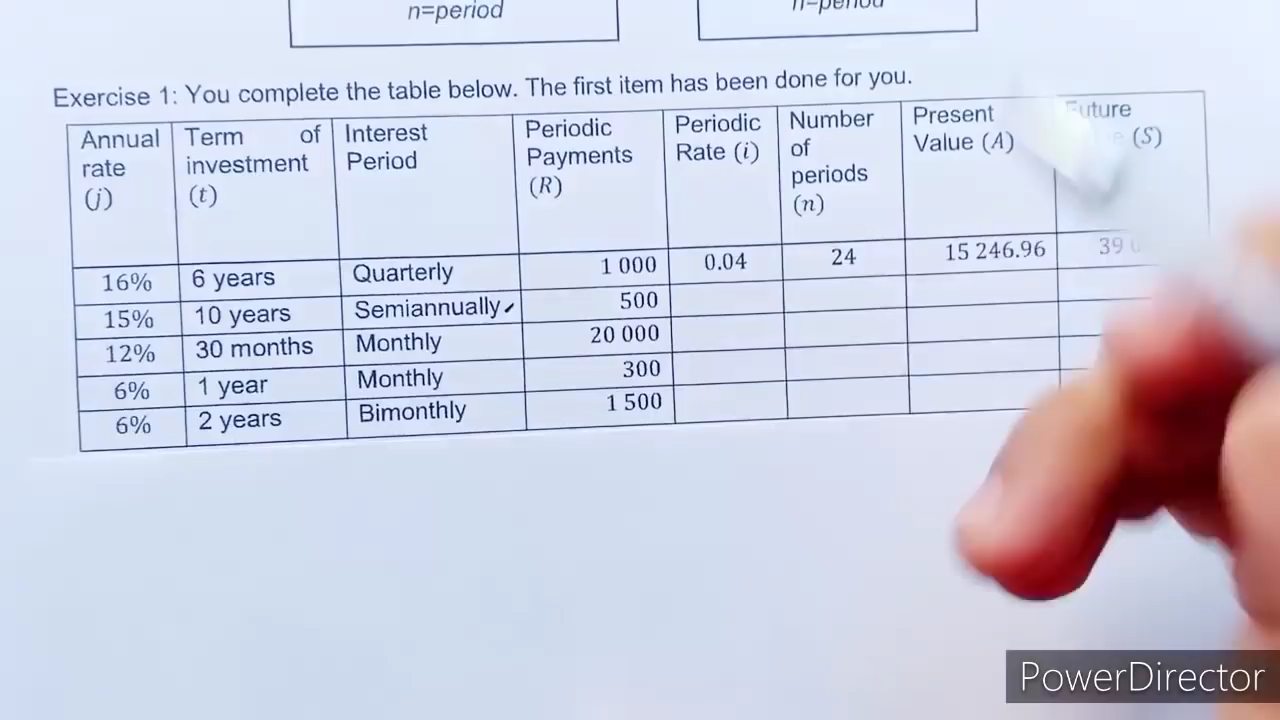 n=period
Exercise 1: You complete the table below. The first item has been done for you.
Annual rate (j) Term of investment (t) Interest Period Periodic Payments (R) Periodic Rate (i) Number of periods (n) Present Value (A) (S)
16% 6 years Quarterly 1 000 0.04 24 15 246.96 39
15% 10 years Semiannually 500
12% 30 months Monthly 20 000
6% 1 year Monthly 300
6% 2 years Bimonthly 1 500
PowerDirector